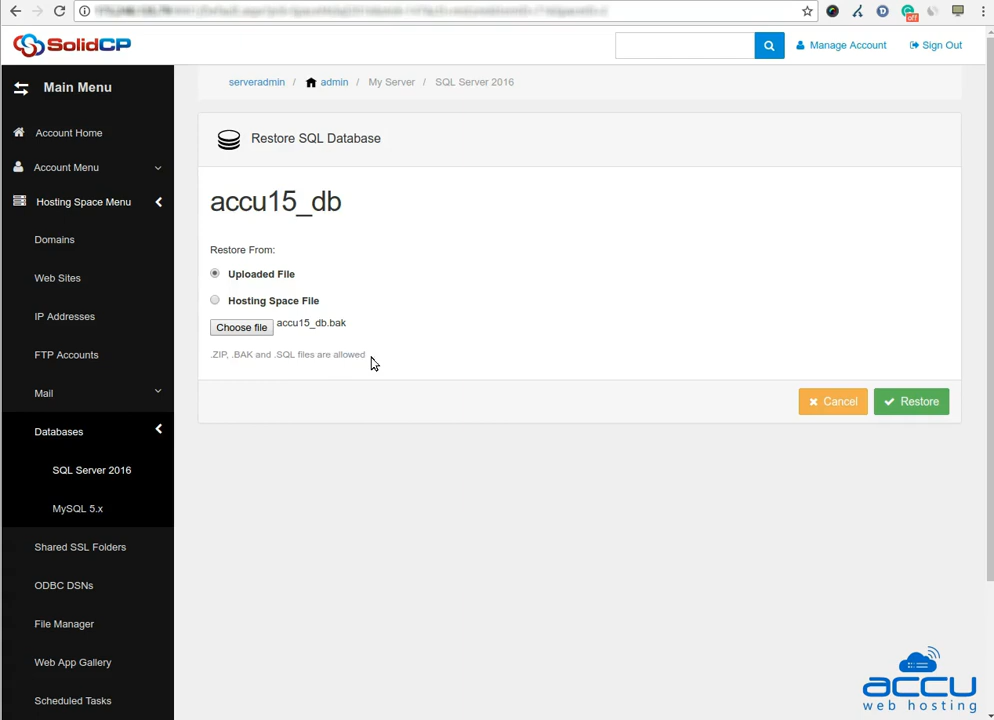 SolidCP
Manage Account
Sign Out
Main Menu
serveradmin / admin / My Server / SQL Server 2016
Account Home
Account Menu
Hosting Space Menu
Domains
Web Sites
IP Addresses
FTP Accounts
Mail
Databases
SQL Server 2016
MySQL 5.x
Shared SSL Folders
ODBC DSNs
File Manager
Web App Gallery
Scheduled Tasks
Restore SQL Database
accu15_db
Restore From:
Uploaded File
Hosting Space File
Choose file accu15_db.bak
.ZIP, .BAK and .SQL files are allowed
Cancel
Restore
off
accu
web hosting